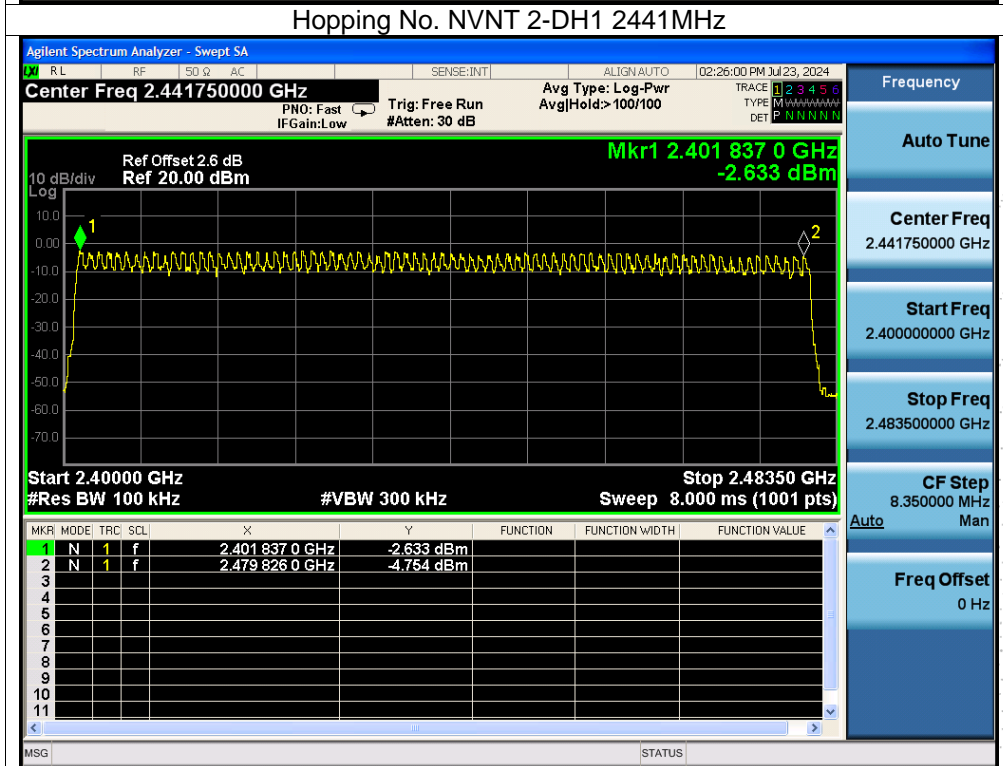 Hopping No. NVNT 2-DH1 2441MHz
Agilent Spectrum Analyzer - Swept SA
LXI RL RF 50 Ω AC SENSE:INT ALIGN AUTO 02:26:00 PM Jul 23, 2024
Center Freq 2.441750000 GHz
PNO: Fast
IFGain:Low
Trig: Free Run
#Atten: 30 dB
Avg Type: Log-Pwr
Avg|Hold:>100/100
TRACE 1 2 3 4 5 6
TYPE M WWWWW
DET P N N N N N
Frequency
Auto Tune
Center Freq
2.441750000 GHz
Start Freq
2.400000000 GHz
Stop Freq
2.483500000 GHz
CF Step
8.350000 MHz
Auto Man
Freq Offset
0 Hz
Mkr1 2.401 837 0 GHz
-2.633 dBm
Ref Offset 2.6 dB
10 dB/div Ref 20.00 dBm
Log
10.0
0.00
-10.0
-20.0
-30.0
-40.0
-50.0
-60.0
-70.0
1
2
Start 2.40000 GHz Stop 2.48350 GHz
#Res BW 100 kHz #VBW 300 kHz Sweep 8.000 ms (1001 pts)
MKR MODE TRC SCL X Y FUNCTION FUNCTION WIDTH FUNCTION VALUE
1 N 1 f 2.401 837 0 GHz -2.633 dBm
2 N 1 f 2.479 826 0 GHz -4.754 dBm
3
4
5
6
7
8
9
10
11
MSG STATUS